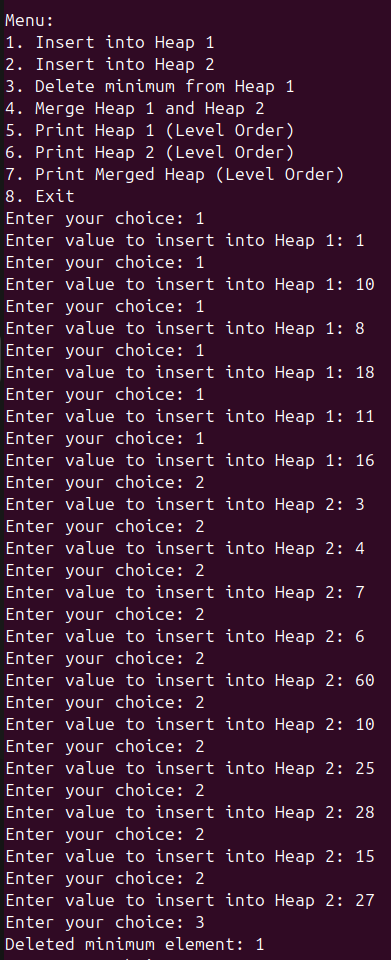 Menu:
1. Insert into Heap 1
2. Insert into Heap 2
3. Delete minimum from Heap 1
4. Merge Heap 1 and Heap 2
5. Print Heap 1 (Level Order)
6. Print Heap 2 (Level Order)
7. Print Merged Heap (Level Order)
8. Exit
Enter your choice: 1
Enter value to insert into Heap 1: 1
Enter your choice: 1
Enter value to insert into Heap 1: 10
Enter your choice: 1
Enter value to insert into Heap 1: 8
Enter your choice: 1
Enter value to insert into Heap 1: 18
Enter your choice: 1
Enter value to insert into Heap 1: 11
Enter your choice: 1
Enter value to insert into Heap 1: 16
Enter your choice: 2
Enter value to insert into Heap 2: 3
Enter your choice: 2
Enter value to insert into Heap 2: 4
Enter your choice: 2
Enter value to insert into Heap 2: 7
Enter your choice: 2
Enter value to insert into Heap 2: 6
Enter your choice: 2
Enter value to insert into Heap 2: 60
Enter your choice: 2
Enter value to insert into Heap 2: 10
Enter your choice: 2
Enter value to insert into Heap 2: 25
Enter your choice: 2
Enter value to insert into Heap 2: 28
Enter your choice: 2
Enter value to insert into Heap 2: 15
Enter your choice: 2
Enter value to insert into Heap 2: 27
Enter your choice: 3
Deleted minimum element: 1